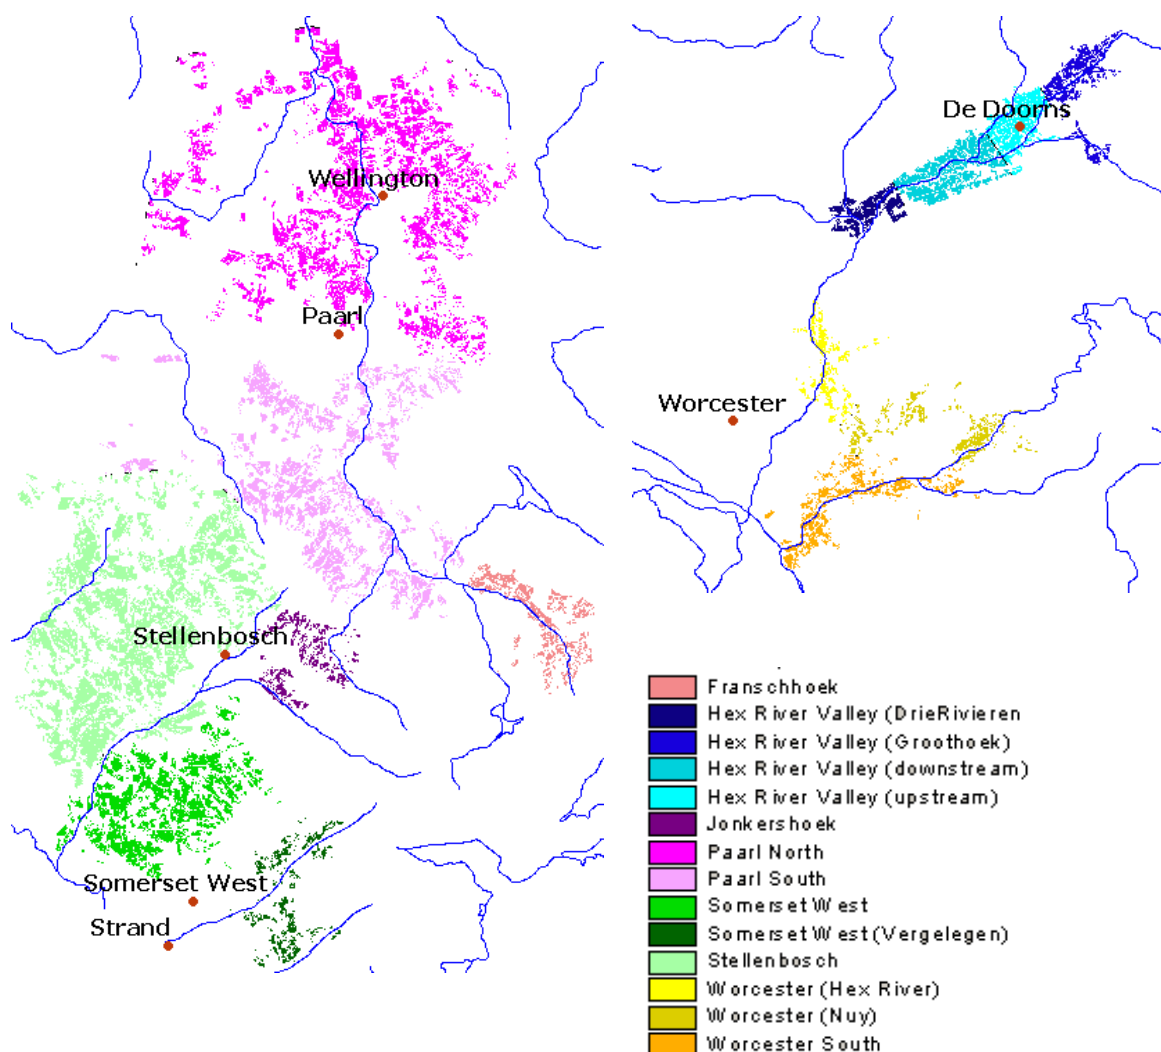 De Doorns
Wellington
Paarl
Worcester
Stellenbosch
Somerset West
Strand
Franschhoek
Hex River Valley (DrieRivieren
Hex River Valley (Groothoek)
Hex River Valley (downstream)
Hex River Valley (upstream)
Jonkershoek
Paarl North
Paarl South
Somerset West
Somerset West (Vergelegen)
Stellenbosch
Worcester (Hex River)
Worcester (Nuy)
Worcester South